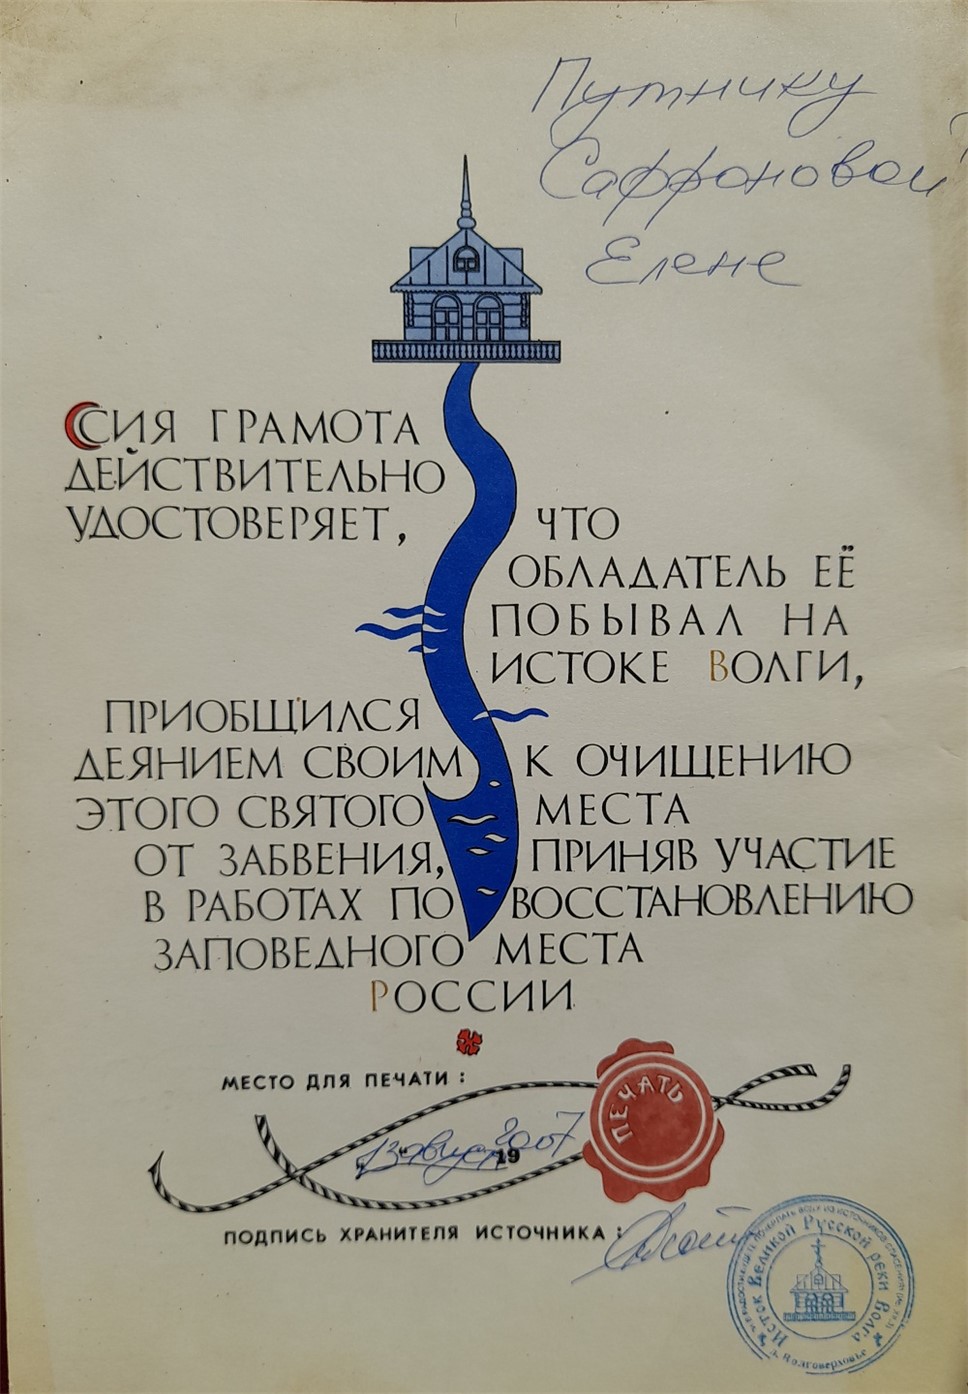 Путнику
Саффоновой
Елене
СИЯ ГРАМОТА
ДЕЙСТВИТЕЛЬНО
УДОСТОВЕРЯЕТ,
ЧТО
ОБЛАДАТЕЛЬ ЕЁ
ПОБЫВАЛ НА
ИСТОКЕ ВОЛГИ,
ПРИОБЩИЛСЯ
ДЕЯНИЕМ СВОИМ К ОЧИЩЕНИЮ
ЭТОГО СВЯТОГО МЕСТА
ОТ ЗАБВЕНИЯ, ПРИНЯВ УЧАСТИЕ
В РАБОТАХ ПО ВОССТАНОВЛЕНИЮ
ЗАПОВЕДНОГО МЕСТА
РОССИИ
МЕСТО ДЛЯ ПЕЧАТИ :
ПЕЧАТЬ
"13" август 19 2007
ПОДПИСЬ ХРАНИТЕЛЯ ИСТОЧНИКА :
Исток Великой Русской реки Волга
Волговерховье